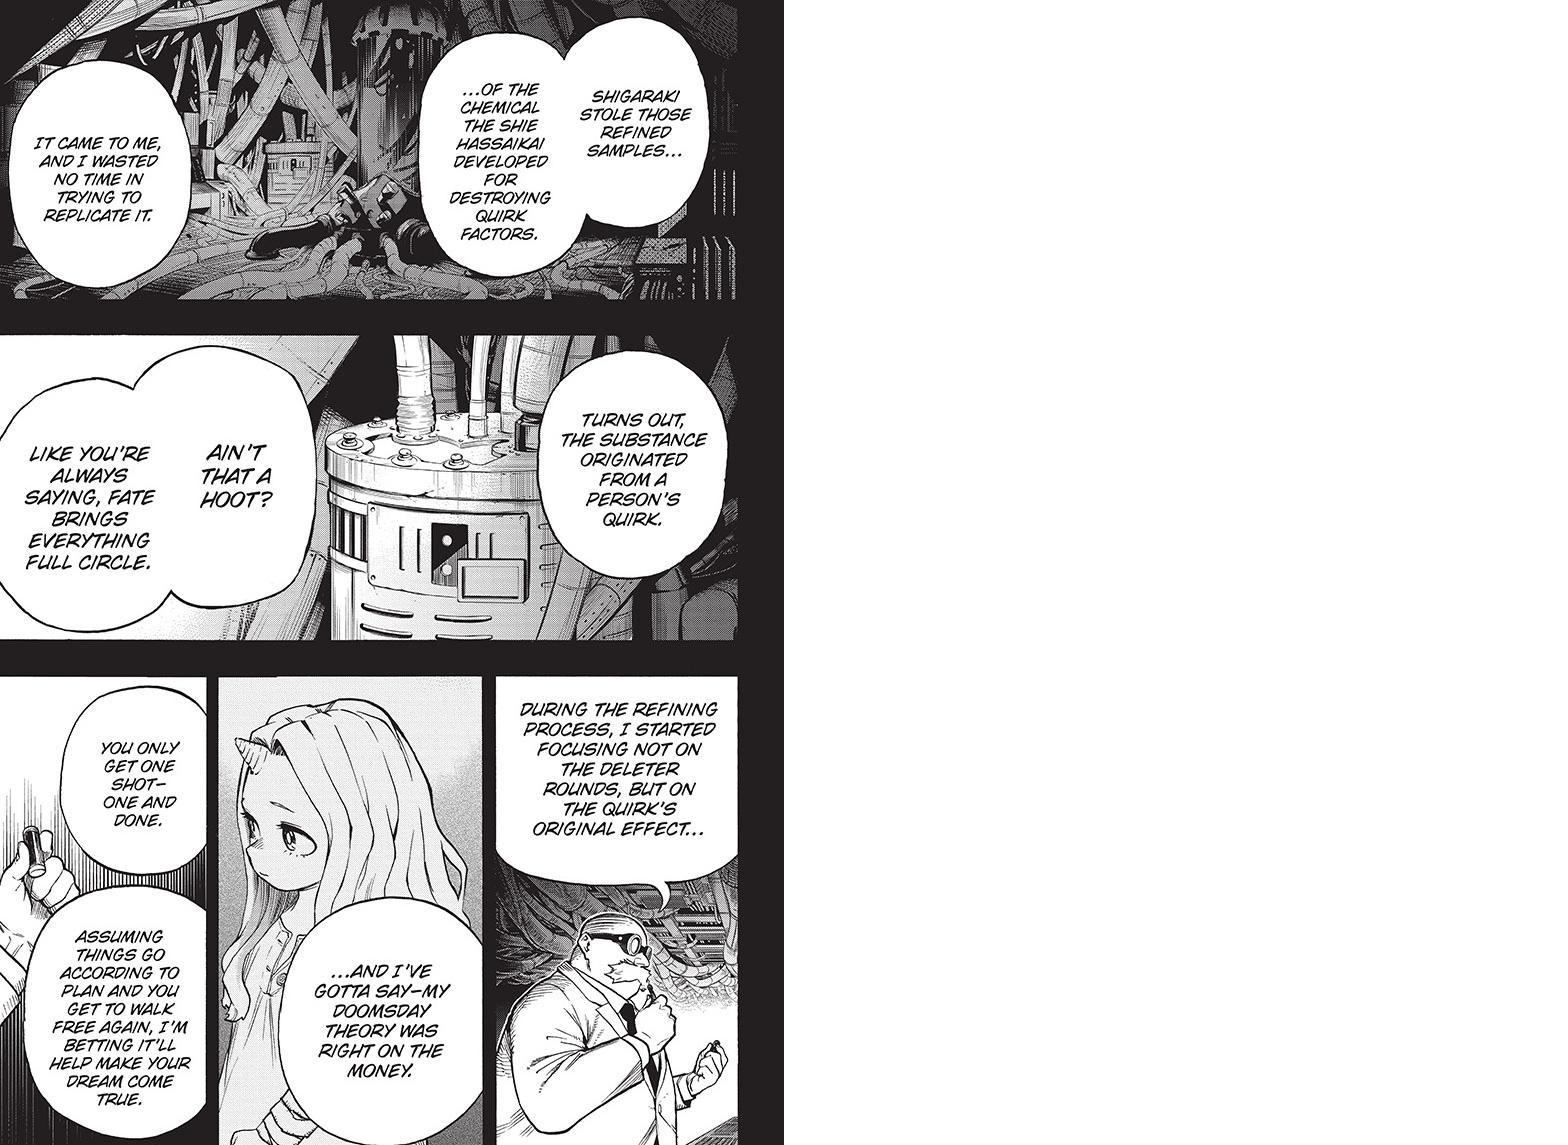 SHIGARAKI
STOLE THOSE
REFINED
SAMPLES...
...OF THE
CHEMICAL
THE SHIE
HASSAIKAI
DEVELOPED
FOR
DESTROYING
QUIRK
FACTORS.
IT CAME TO ME,
AND I WASTED
NO TIME IN
TRYING TO
REPLICATE IT.
TURNS OUT,
THE SUBSTANCE
ORIGINATED
FROM A
PERSON'S
QUIRK.
AIN'T
THAT A
HOOT?
LIKE YOU'RE
ALWAYS
SAYING, FATE
BRINGS
EVERYTHING
FULL CIRCLE.
DURING THE REFINING
PROCESS, I STARTED
FOCUSING NOT ON
THE DELETER
ROUNDS, BUT ON
THE QUIRK'S
ORIGINAL EFFECT...
...AND I'VE
GOTTA SAY—MY
DOOMSDAY
THEORY WAS
RIGHT ON THE
MONEY.
YOU ONLY
GET ONE
SHOT—
ONE AND
DONE.
ASSUMING
THINGS GO
ACCORDING TO
PLAN AND YOU
GET TO WALK
FREE AGAIN, I'M
BETTING IT'LL
HELP MAKE YOUR
DREAM COME
TRUE.